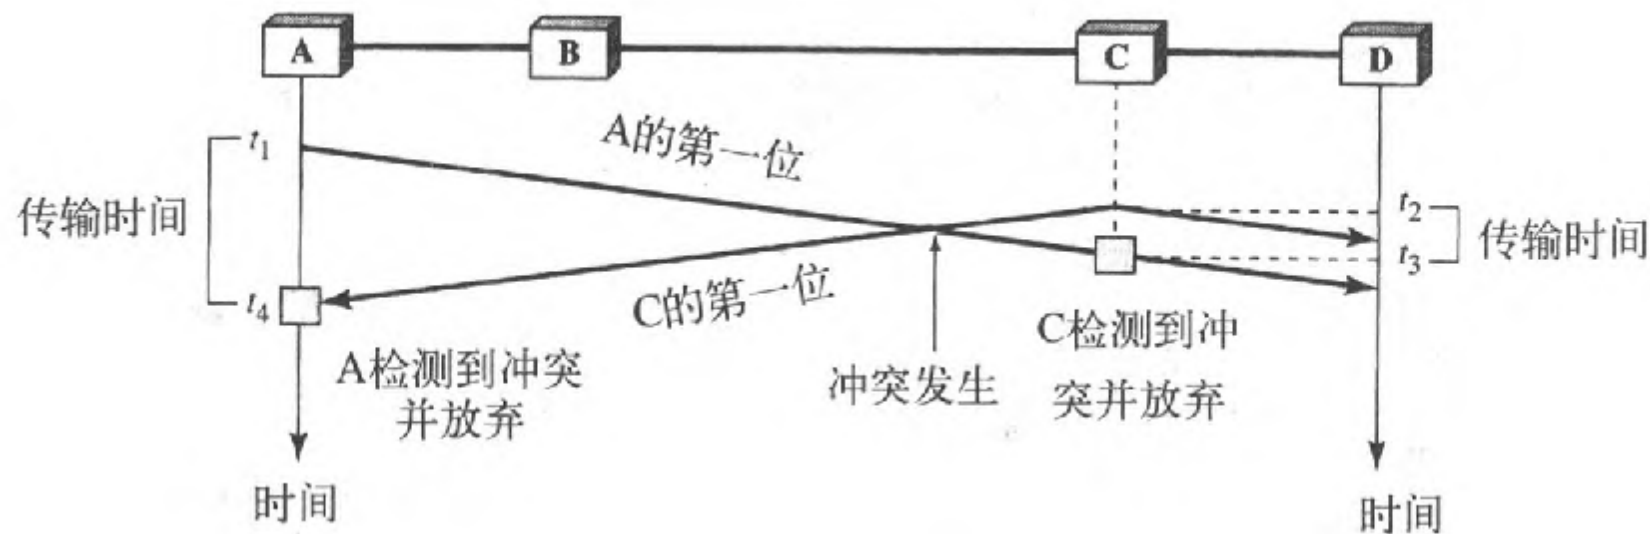 A
B
C
D
t1
A的第一位
传输时间
t2
t3
传输时间
t4
C的第一位
C检测到冲
突并放弃
A检测到冲突
并放弃
冲突发生
时间
时间